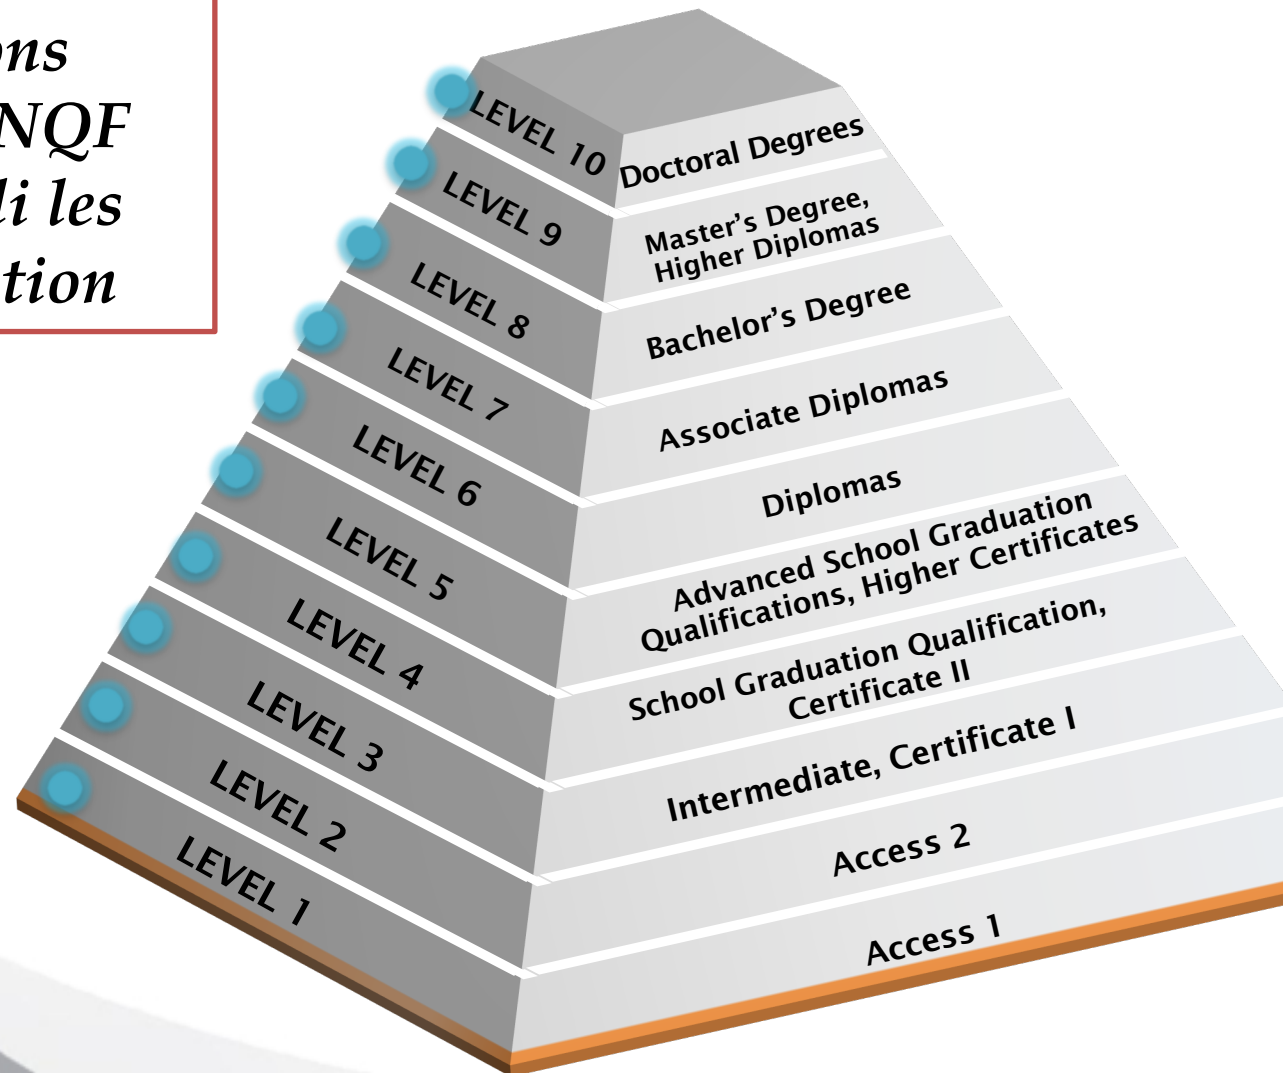 ons
NQF
li les
tion
LEVEL 10
Doctoral Degrees
LEVEL 9
Master's Degree,
Higher Diplomas
LEVEL 8
Bachelor's Degree
LEVEL 7
Associate Diplomas
LEVEL 6
Diplomas
LEVEL 5
Advanced School Graduation
Qualifications, Higher Certificates
LEVEL 4
School Graduation Qualification,
Certificate II
LEVEL 3
Intermediate, Certificate I
LEVEL 2
Access 2
LEVEL 1
Access 1